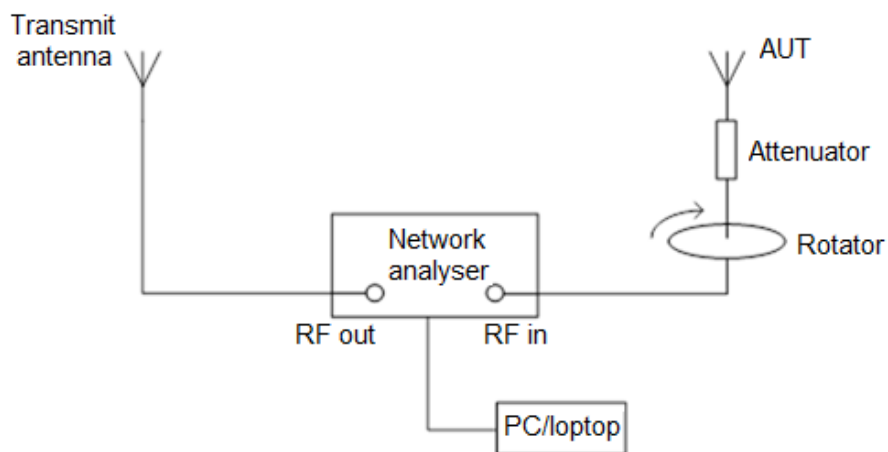 Transmit
antenna
AUT
Attenuator
Rotator
Network
analyser
RF out
RF in
PC/loptop